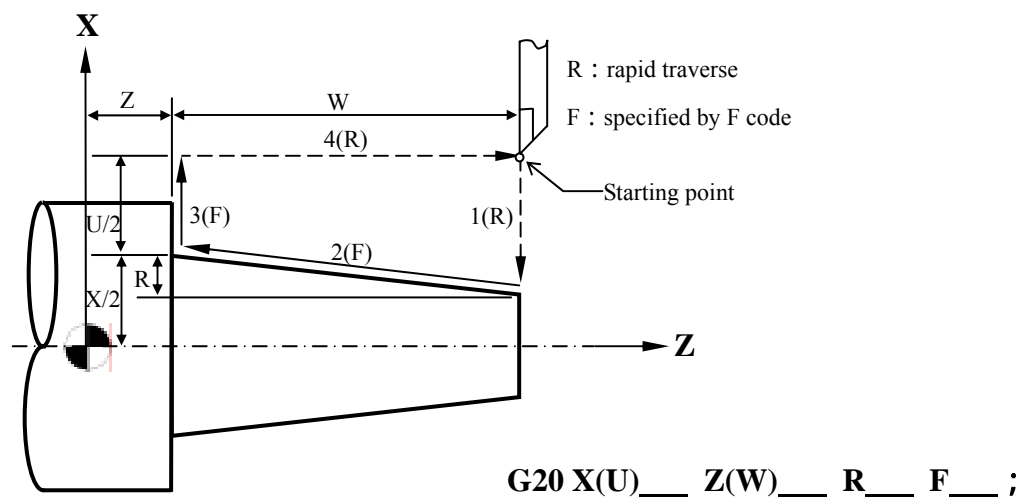 X
R：rapid traverse
Z
W
F：specified by F code
4(R)
Starting point
U/2
3(F)
1(R)
2(F)
R
X/2
Z
G20 X(U)___ Z(W)___ R___ F___ ;